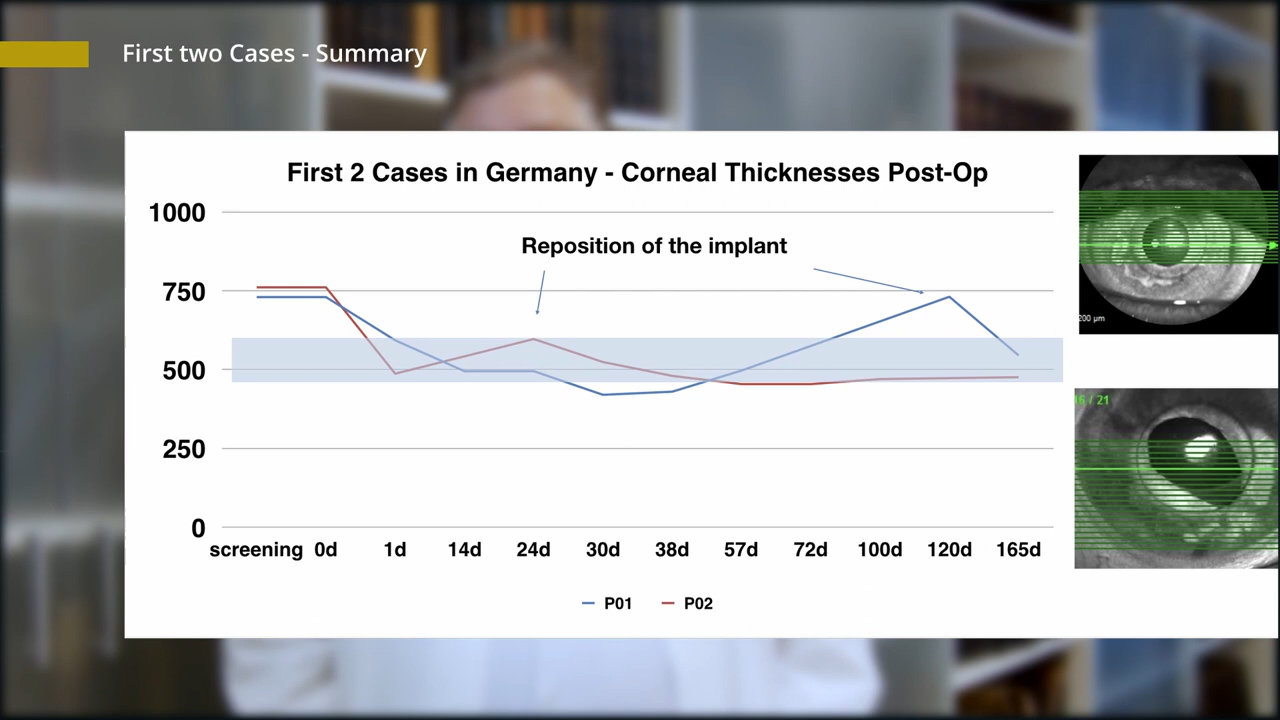 First two Cases - Summary
First 2 Cases in Germany - Corneal Thicknesses Post-Op
1000
Reposition of the implant
750
500
250
0
screening 0d 1d 14d 24d 30d 38d 57d 72d 100d 120d 165d
P01 P02
200 µm
/ 21